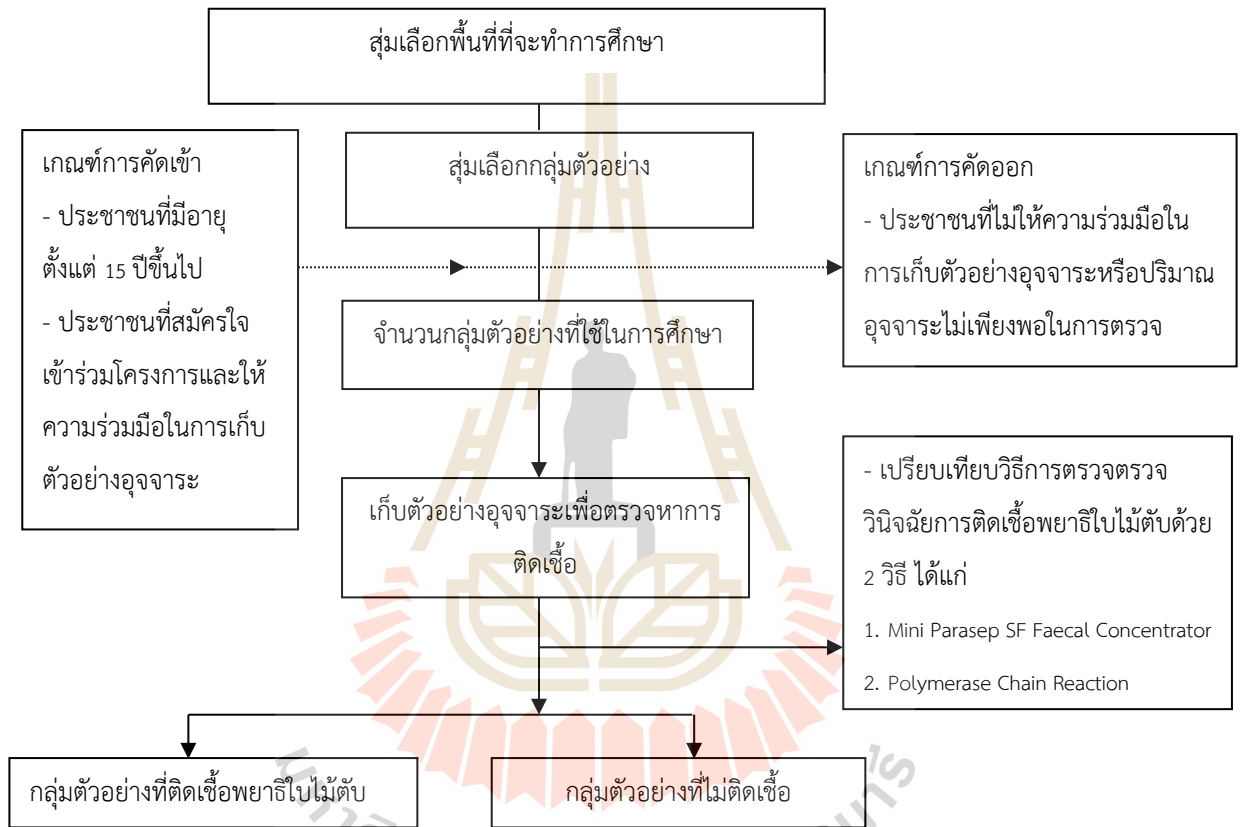 สุ่มเลือกพื้นที่ที่จะทำการศึกษา
สุ่มเลือกกลุ่มตัวอย่าง
เกณฑ์การคัดเข้า
- ประชาชนที่มีอายุ
ตั้งแต่ 15 ปีขึ้นไป
- ประชาชนที่สมัครใจ
เข้าร่วมโครงการและให้
ความร่วมมือในการเก็บ
ตัวอย่างอุจจาระ
เกณฑ์การคัดออก
- ประชาชนที่ไม่ให้ความร่วมมือใน
การเก็บตัวอย่างอุจจาระหรือปริมาณ
อุจจาระไม่เพียงพอในการตรวจ
จำนวนกลุ่มตัวอย่างที่ใช้ในการศึกษา
เก็บตัวอย่างอุจจาระเพื่อตรวจหาการ
ติดเชื้อ
- เปรียบเทียบวิธีการตรวจตรวจ
วินิจฉัยการติดเชื้อพยาธิใบไม้ตับด้วย
2 วิธี ได้แก่
1. Mini Parasep SF Faecal Concentrator
2. Polymerase Chain Reaction
กลุ่มตัวอย่างที่ติดเชื้อพยาธิใบไม้ตับ
กลุ่มตัวอย่างที่ไม่ติดเชื้อ